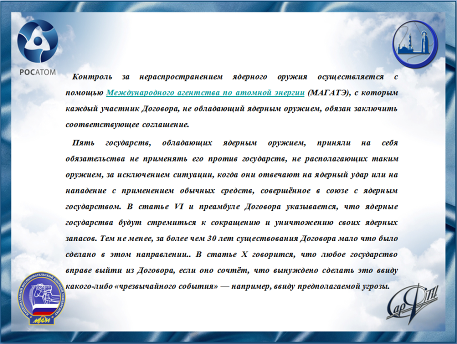 РОСАТОМ
Контроль за нераспространением ядерного оружия осуществляется с
помощью Международного агентства по атомной энергии (МАГАТЭ), с которым
каждый участник Договора, не обладающий ядерным оружием, обязан заключить
соответствующее соглашение.
Пять государств, обладающих ядерным оружием, приняли на себя
обязательства не применять его против государств, не располагающих таким
оружием, за исключением ситуации, когда они отвечают на ядерный удар или на
нападение с применением обычных средств, совершённое в союзе с ядерным
государством. В статье VI и преамбуле Договора указывается, что ядерные
государства будут стремиться к сокращению и уничтожению своих ядерных
запасов. Тем не менее, за более чем 30 лет существования Договора мало что было
сделано в этом направлении.. В статье X говорится, что любое государство
вправе выйти из Договора, если оно сочтёт, что вынуждено сделать это ввиду
какого-либо «чрезвычайного события» — например, ввиду предполагаемой угрозы.